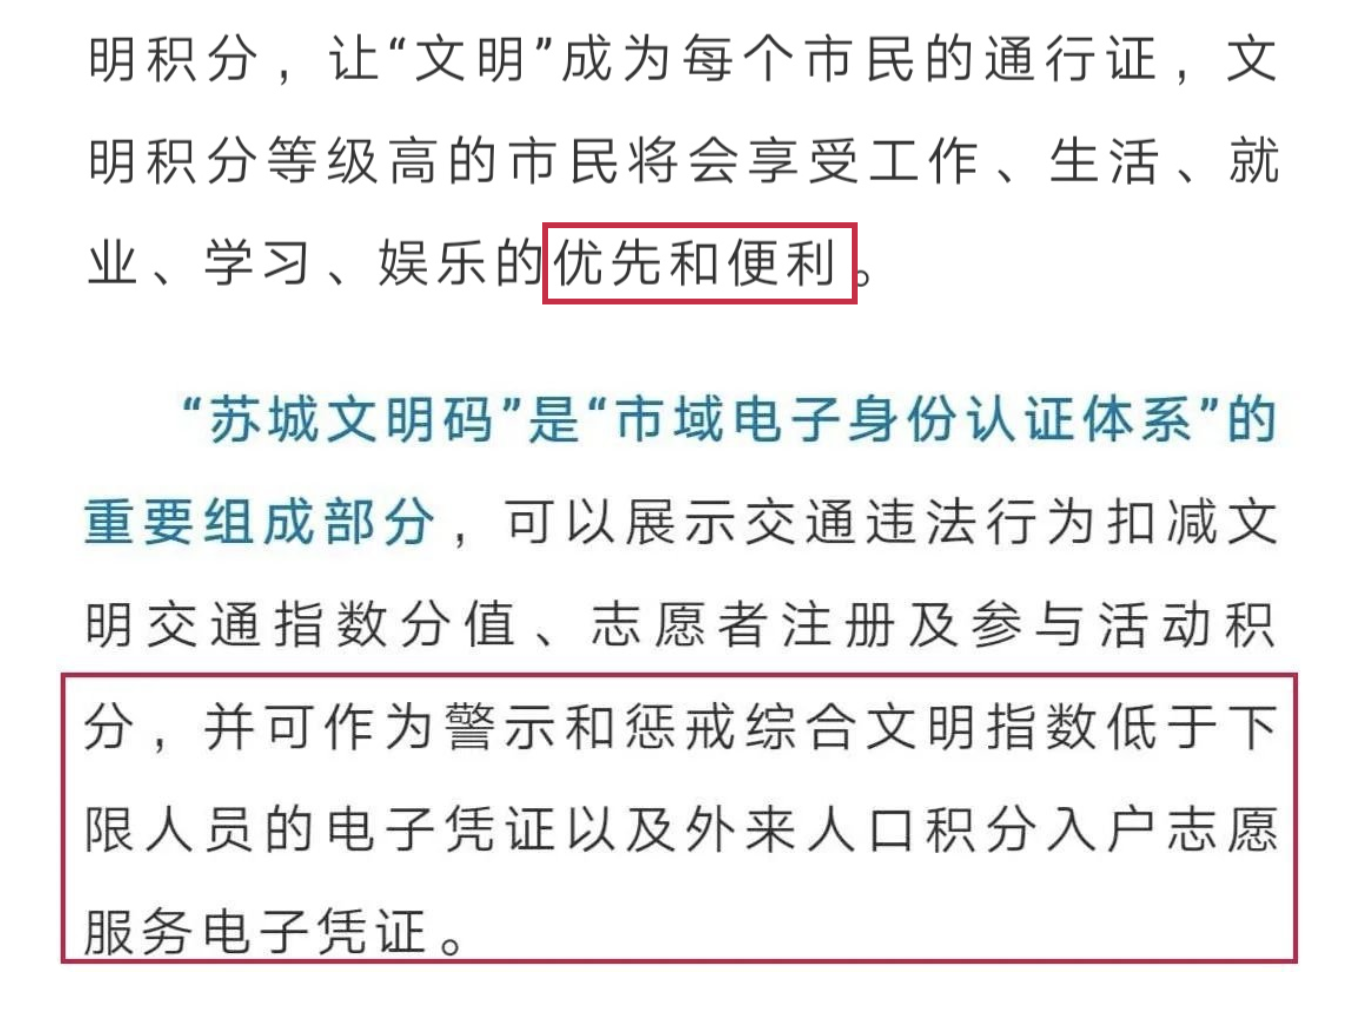 明积分，让“文明”成为每个市民的通行证，文
明积分等级高的市民将会享受工作、生活、就
业、学习、娱乐的优先和便利。
“苏城文明码”是“市域电子身份认证体系”的
重要组成部分，可以展示交通违法行为扣减文
明交通指数分值、志愿者注册及参与活动积
分，并可作为警示和惩戒综合文明指数低于下
限人员的电子凭证以及外来人口积分入户志愿
服务电子凭证。